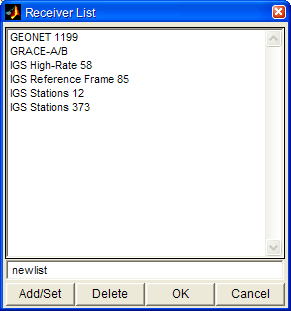 Receiver List
GEONET 1199
GRACE-A/B
IGS High-Rate 58
IGS Reference Frame 85
IGS Stations 12
IGS Stations 373
newlist
Add/Set
Delete
OK
Cancel